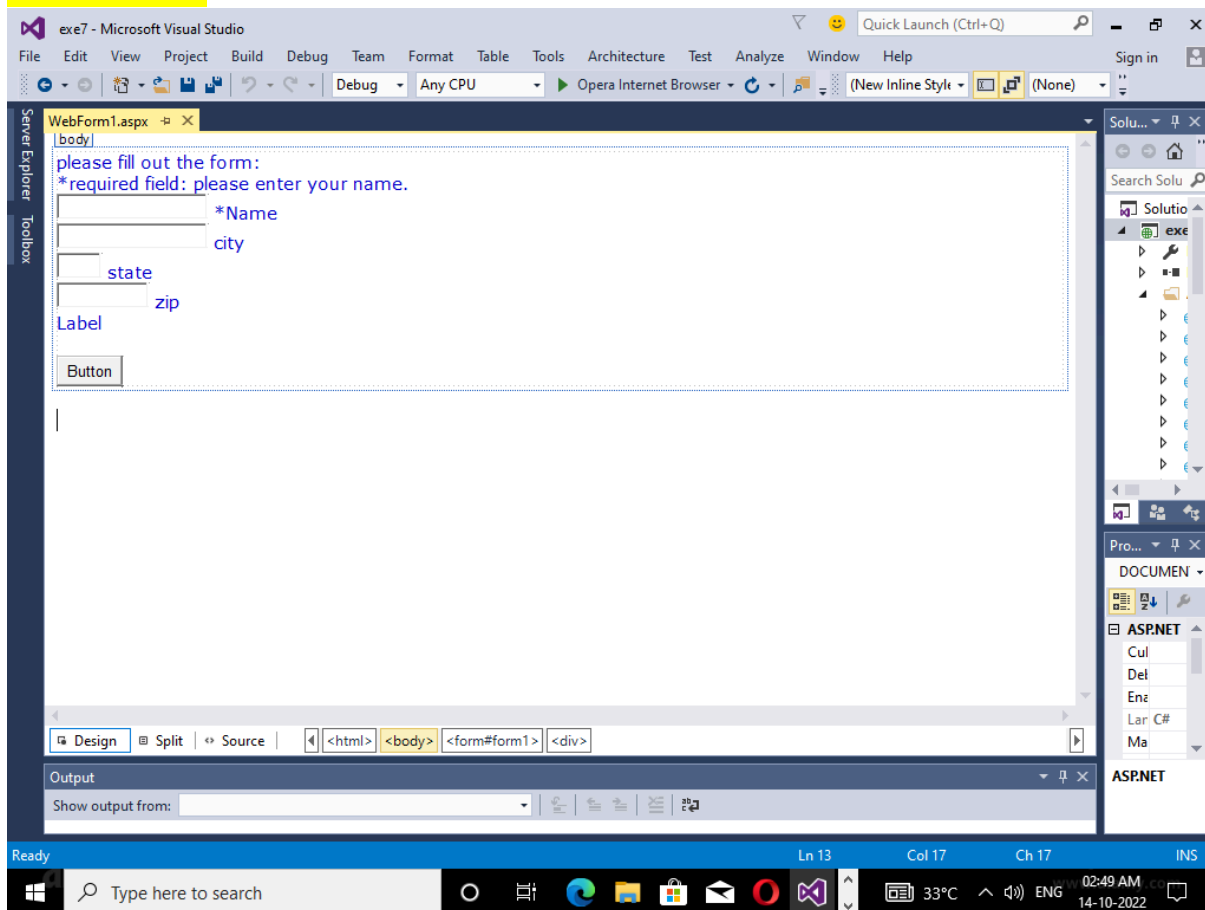 exe7 - Microsoft Visual Studio
Quick Launch (Ctrl+Q)
File Edit View Project Build Debug Team Format Table Tools Architecture Test Analyze Window Help Sign in
Debug Any CPU Opera Internet Browser (New Inline Style (None)
Server Explorer
Toolbox
WebForm1.aspx
Solu...
body
please fill out the form:
*required field: please enter your name.
Search Solu
*Name
Solutio
city
exe
state
zip
Label
Button
Pro...
DOCUMEN
ASP.NET
Cul
Del
Ena
Lar C#
Ma
Design Split Source <html> <body> <form#form1> <div>
Output
ASP.NET
Show output from:
Ready Ln 13 Col 17 Ch 17 INS
Type here to search 33°C ENG 02:49 AM
14-10-2022